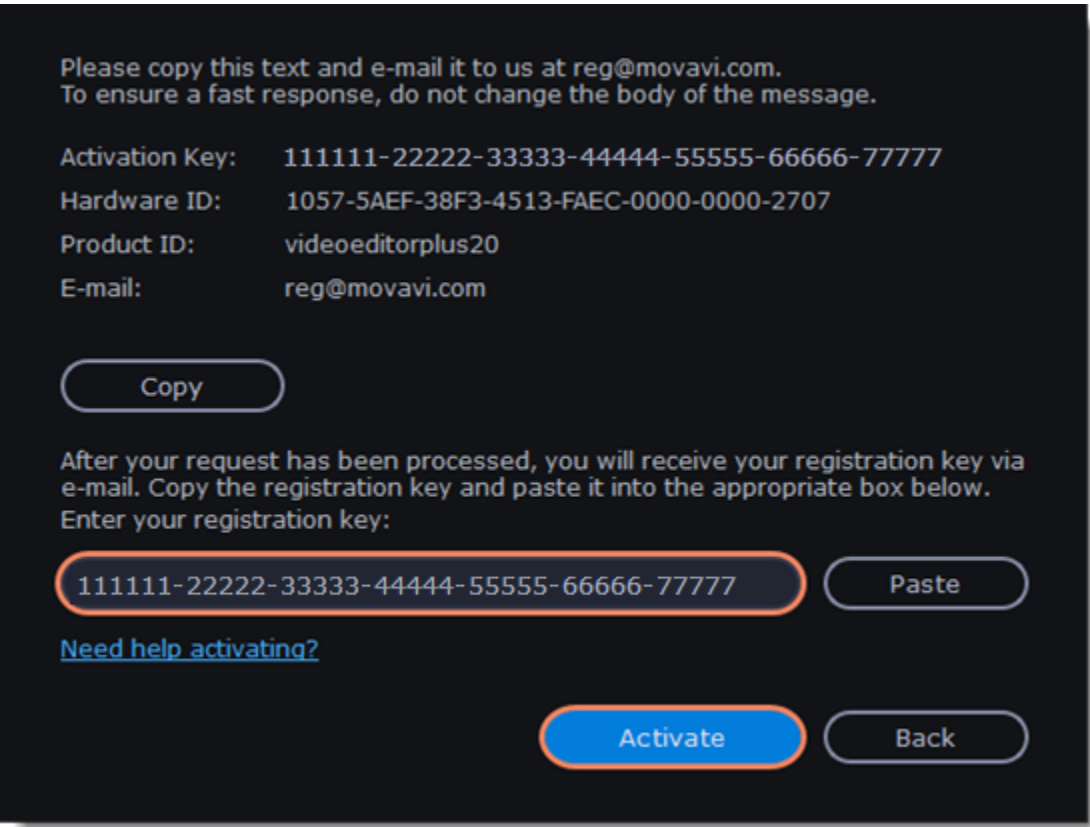 Please copy this text and e-mail it to us at reg@movavi.com.
To ensure a fast response, do not change the body of the message.
Activation Key: 111111-22222-33333-44444-55555-66666-77777
Hardware ID: 1057-5AEF-38F3-4513-FAEC-0000-0000-2707
Product ID: videoeditorplus20
E-mail: reg@movavi.com
Copy
After your request has been processed, you will receive your registration key via
e-mail. Copy the registration key and paste it into the appropriate box below.
Enter your registration key:
111111-22222-33333-44444-55555-66666-77777 Paste
Need help activating?
Activate Back